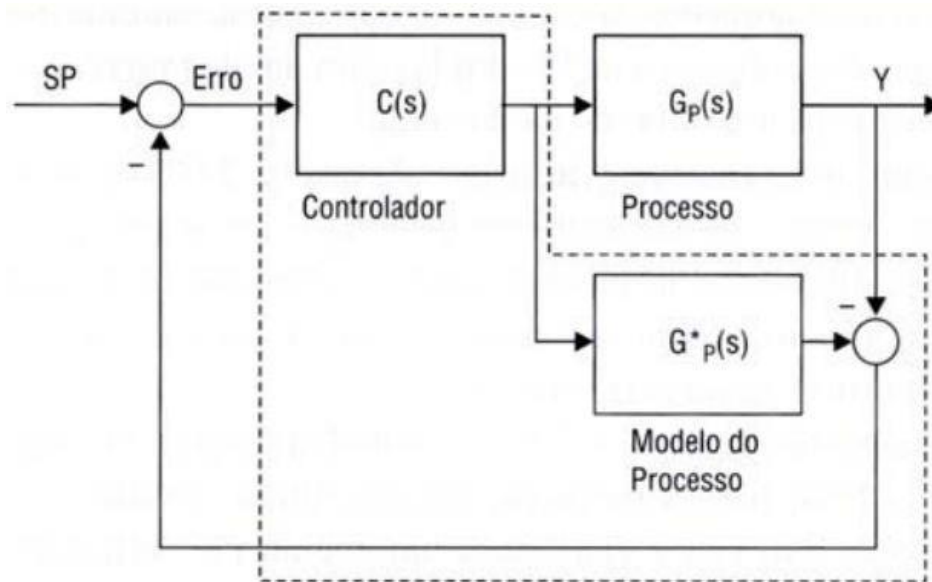 SP
Erro
C(s)
G_P(s)
Y
–
Controlador
Processo
–
G*_P(s)
Modelo do
Processo